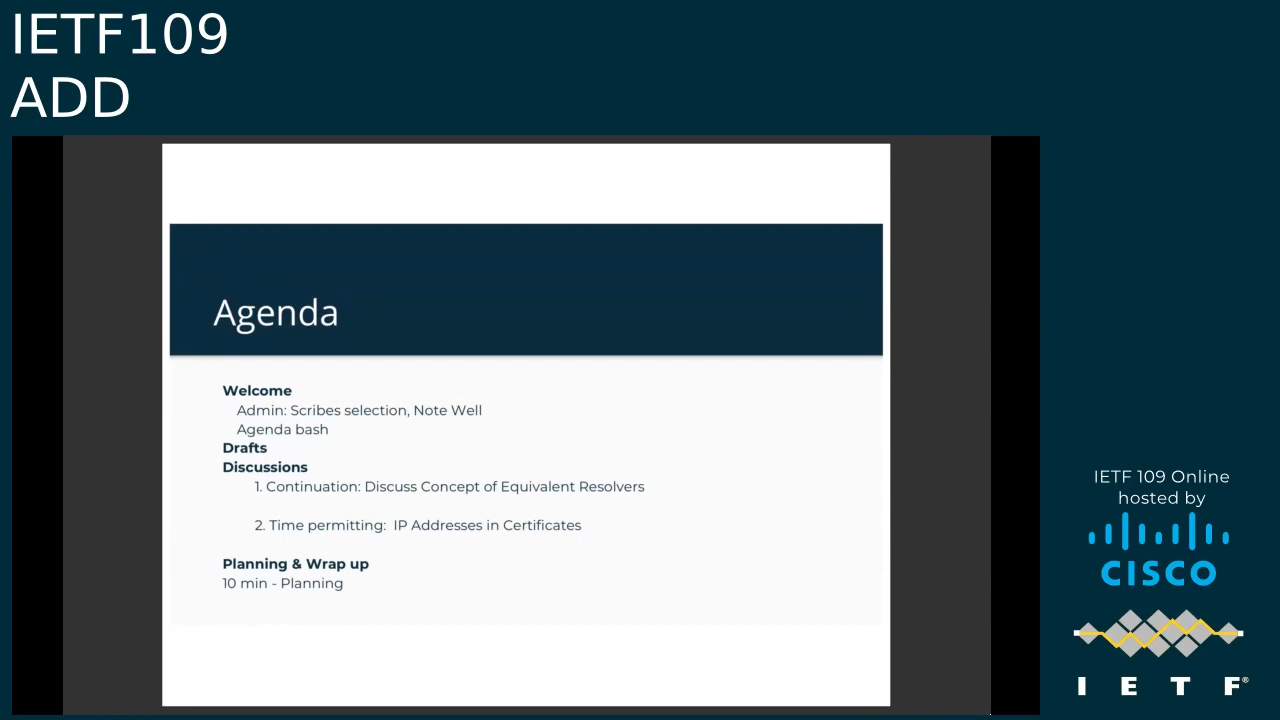 IETF109
ADD
Agenda
Welcome
Admin: Scribes selection, Note Well
Agenda bash
Drafts
Discussions
1. Continuation: Discuss Concept of Equivalent Resolvers
2. Time permitting: IP Addresses in Certificates
Planning & Wrap up
10 min - Planning
IETF 109 Online
hosted by
CISCO
I E T F®